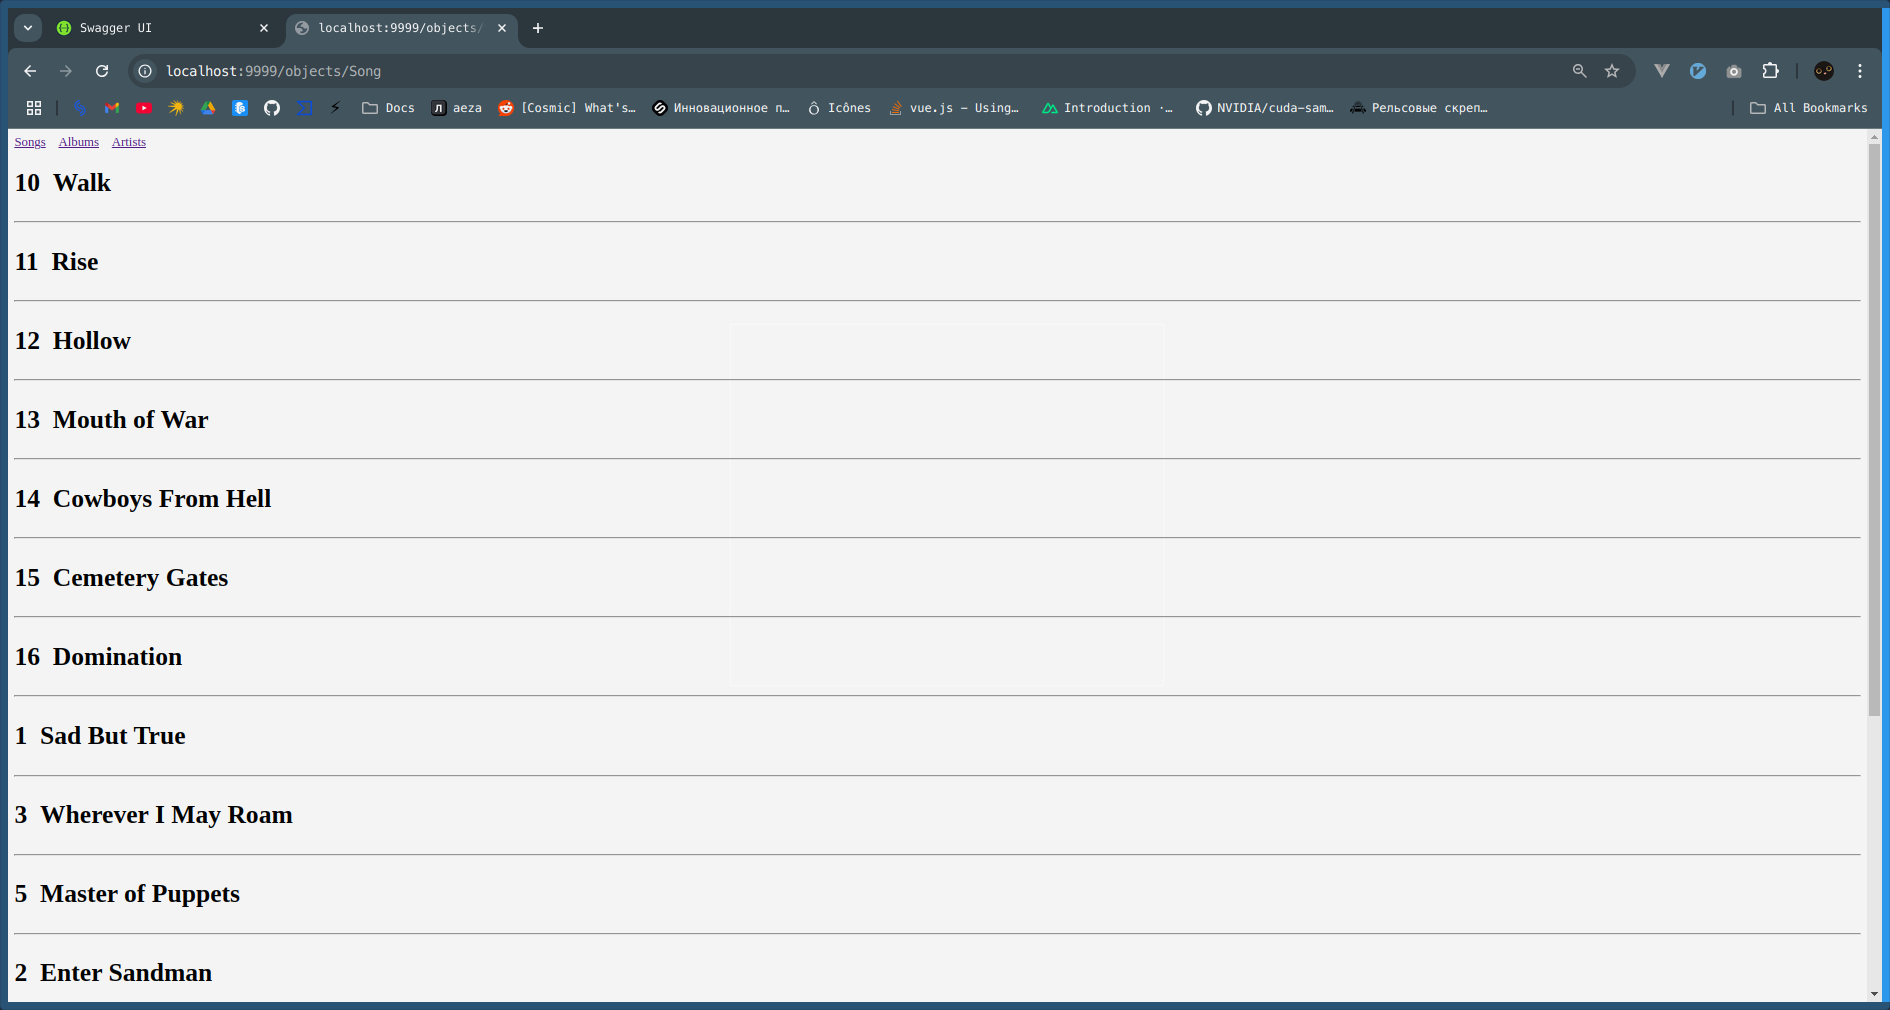 Swagger UI
localhost:9999/objects/
localhost:9999/objects/Song
Docs
л aeza
[Cosmic] What's…
Инновационное п…
Icônes
vue.js - Using…
Introduction ·…
NVIDIA/cuda-sam…
Рельсовые скреп…
All Bookmarks
Songs Albums Artists
10 Walk
11 Rise
12 Hollow
13 Mouth of War
14 Cowboys From Hell
15 Cemetery Gates
16 Domination
1 Sad But True
3 Wherever I May Roam
5 Master of Puppets
2 Enter Sandman